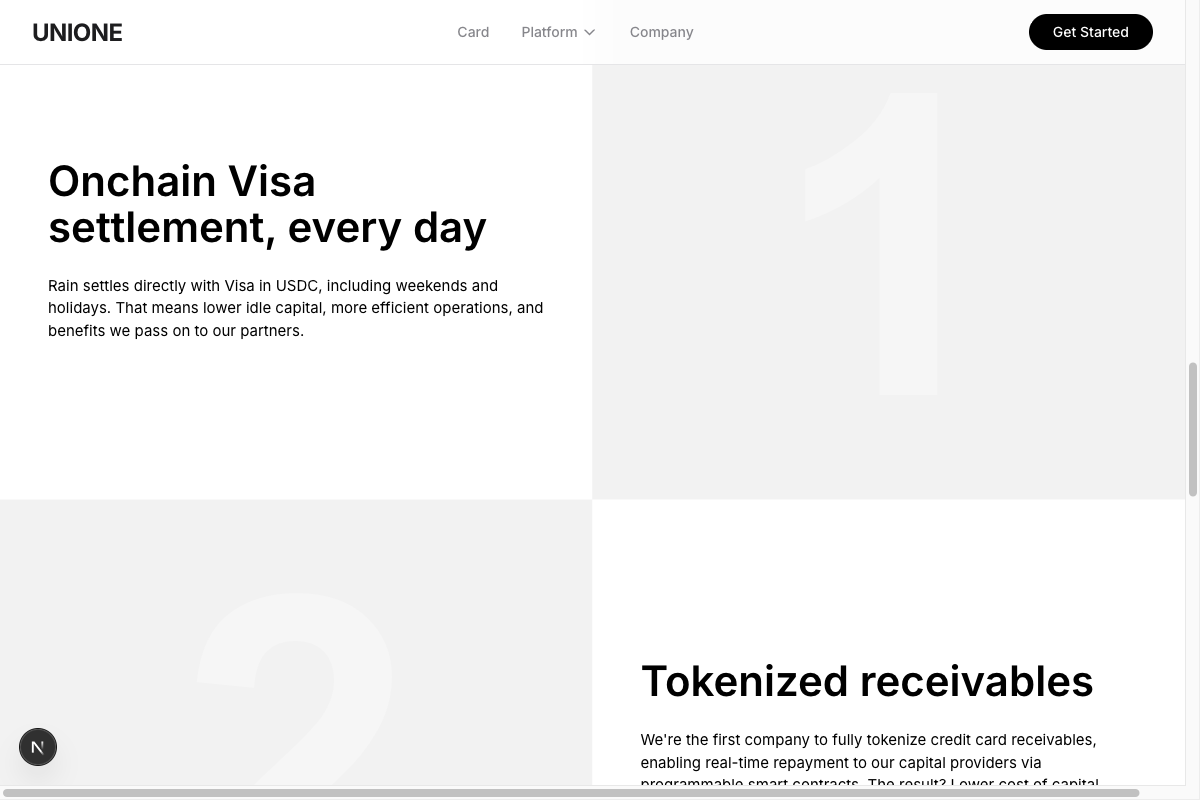 UNIONE
Card
Platform
Company
Get Started
Onchain Visa
settlement, every day
Rain settles directly with Visa in USDC, including weekends and
holidays. That means lower idle capital, more efficient operations, and
benefits we pass on to our partners.
1
2
Tokenized receivables
We're the first company to fully tokenize credit card receivables,
enabling real-time repayment to our capital providers via
programmable smart contracts. The result? Lower cost of capital
N